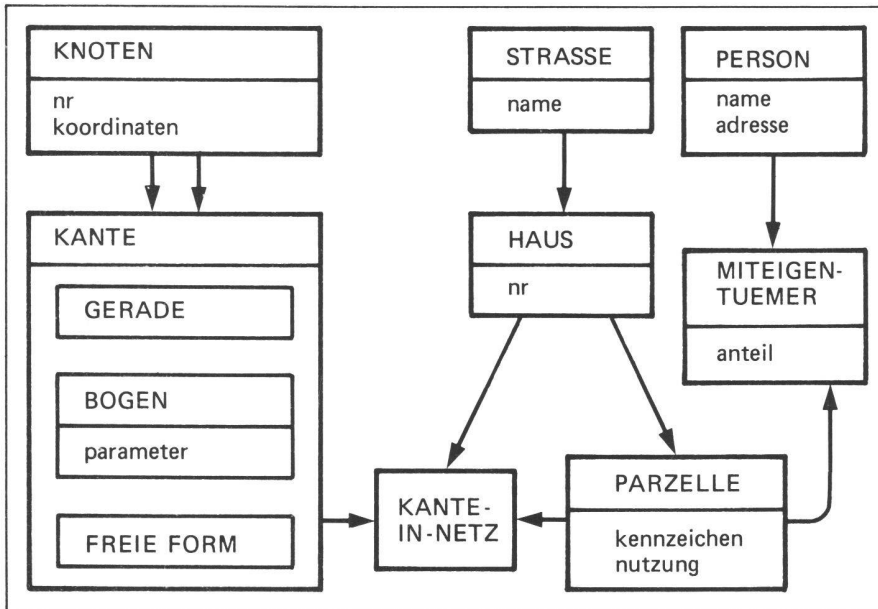 KNOTEN
nr
koordinaten
STRASSE
name
PERSON
name
adresse
KANTE
GERADE
BOGEN
parameter
FREIE FORM
HAUS
nr
MITEIGEN-
TUEMER
anteil
KANTE-
IN-NETZ
PARZELLE
kennzeichen
nutzung